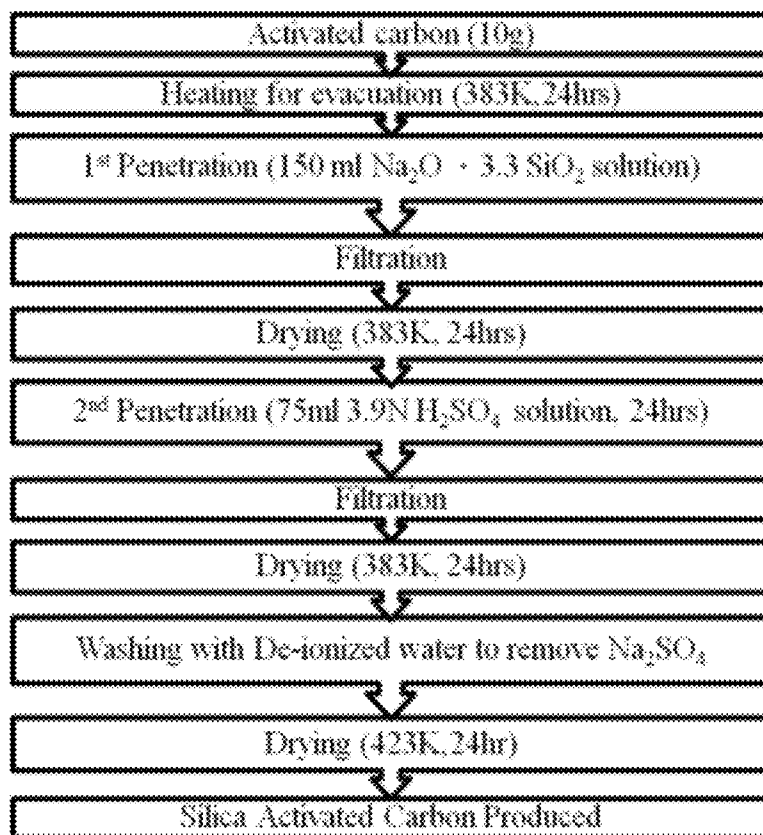 Activated carbon (10g)
Heating for evacuation (383K,24hrs)
1st Penetration (150 ml Na₂O · 3.3 SiO₂ solution)
Filtration
Drying (383K, 24hrs)
2nd Penetration (75ml 3.9N H₂SO₄ solution, 24hrs)
Filtration
Drying (383K, 24hrs)
Washing with De-ionized water to remove Na₂SO₄
Drying (423K,24hr)
Silica Activated Carbon Produced